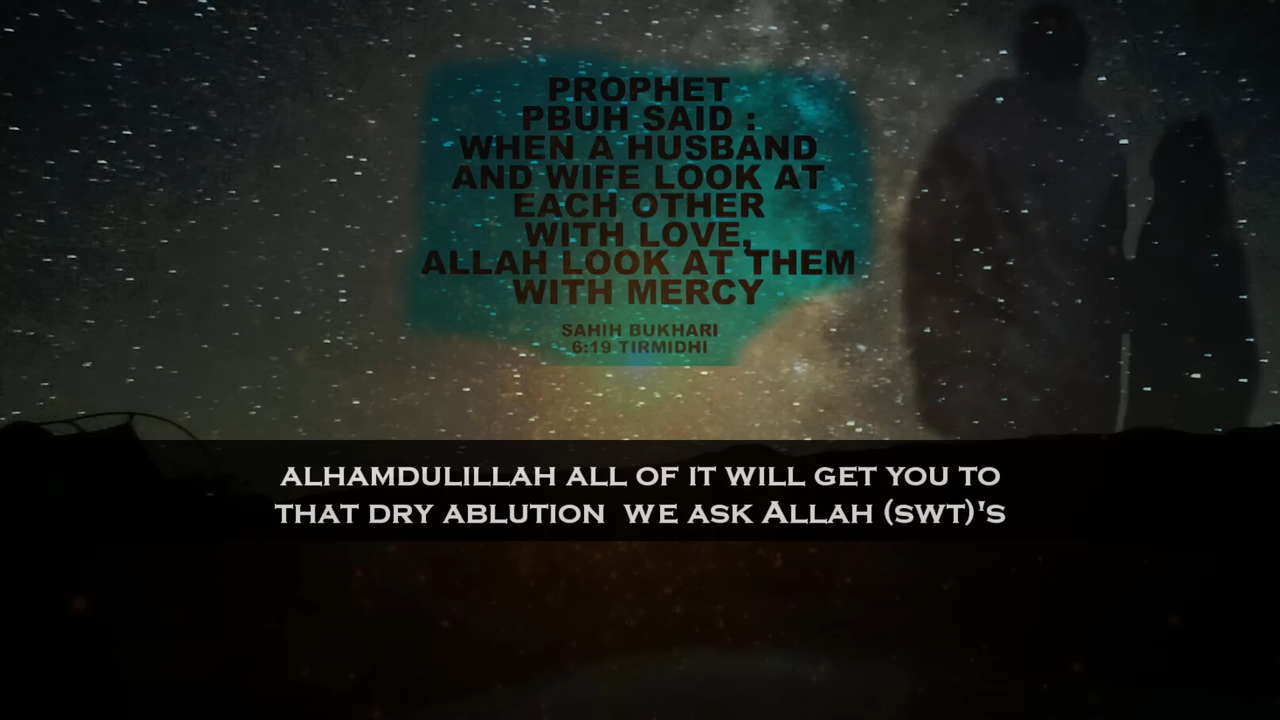 PROPHET
PBUH SAID :
WHEN A HUSBAND
AND WIFE LOOK AT
EACH OTHER
WITH LOVE,
ALLAH LOOK AT THEM
WITH MERCY
SAHIH BUKHARI
6:19 TIRMIDHI
ALHAMDULILLAH ALL OF IT WILL GET YOU TO
THAT DRY ABLUTION WE ASK ALLAH (SWT)'S